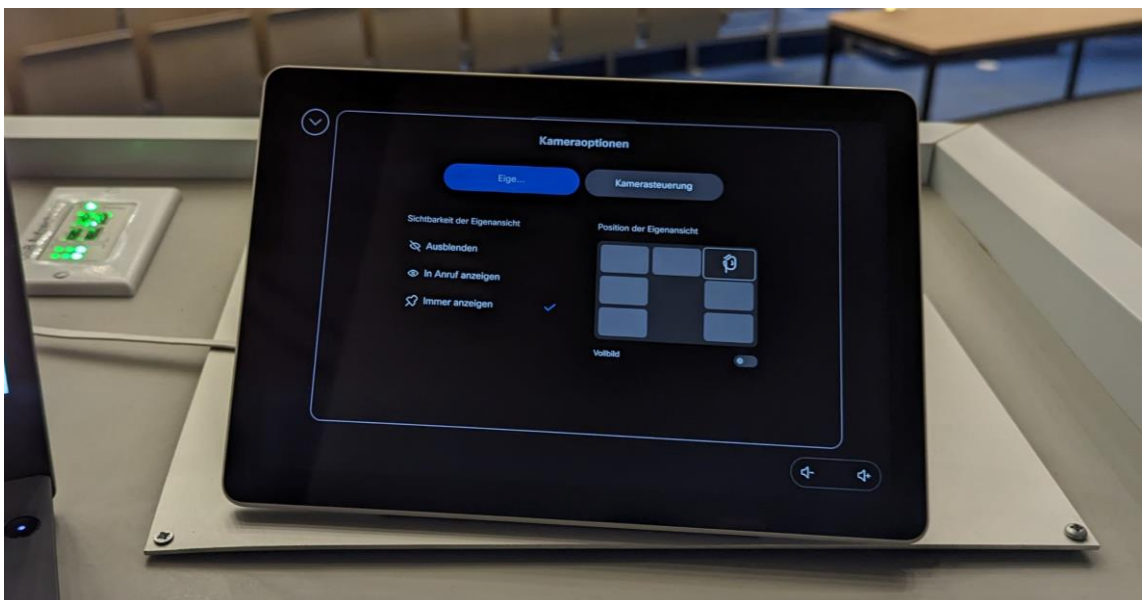 Kameraoptionen
Eige...
Kamerasteuerung
Sichtbarkeit der Eigenansicht
Ausblenden
In Anruf anzeigen
Immer anzeigen
Position der Eigenansicht
Vollbild